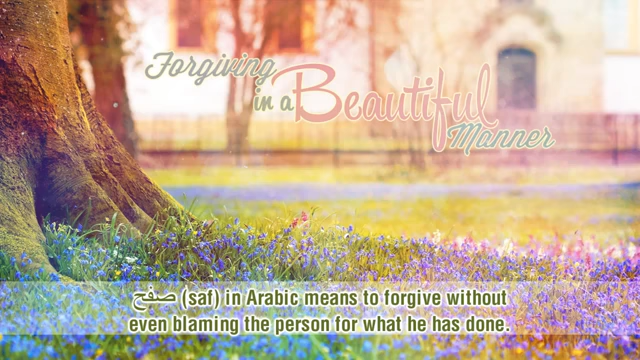 Forgiving
in a Beautiful
Manner
صفح (saf) in Arabic means to forgive without
even blaming the person for what he has done.